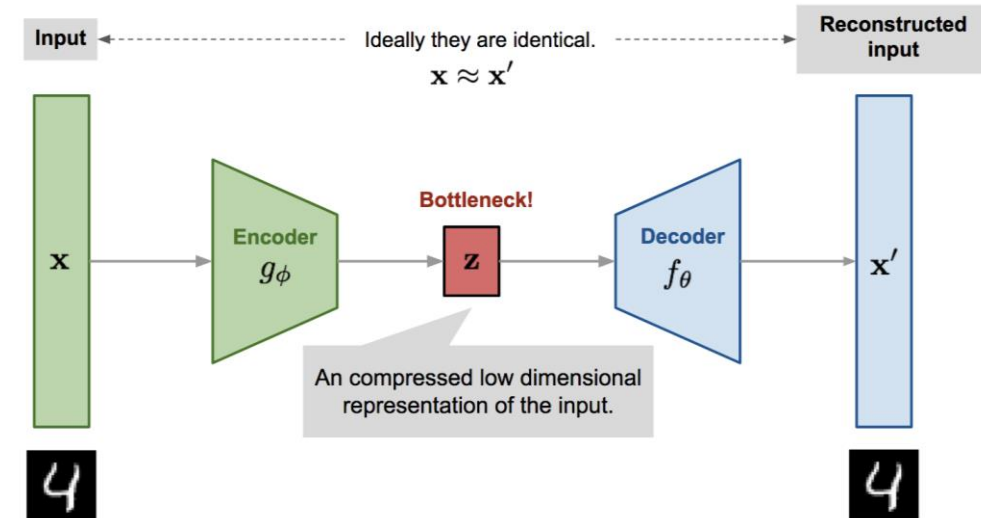 Input
Ideally they are identical.
x ≈ x′
Reconstructed
input
Bottleneck!
x
Encoder
gϕ
z
Decoder
fθ
x′
An compressed low dimensional
representation of the input.
4
4